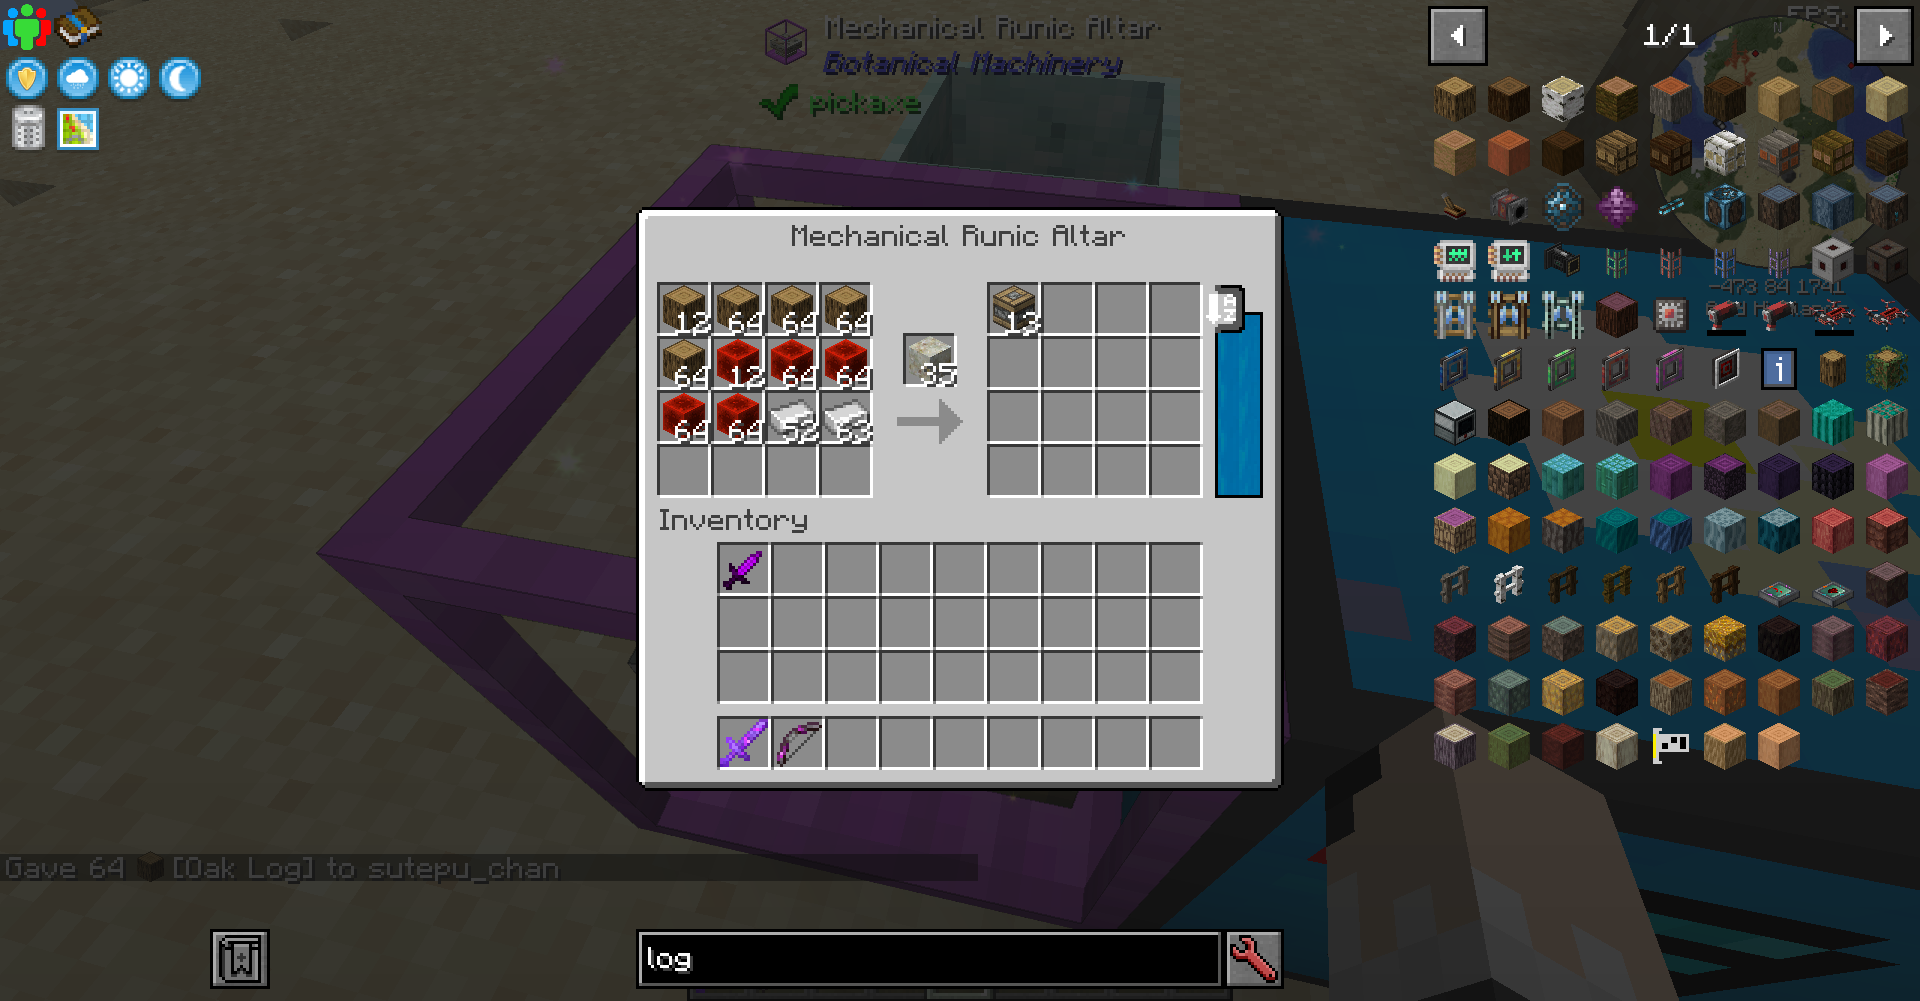 Mechanical Runic Altar
Botanical Machinery
pickaxe
FPS:
1/1
Mechanical Runic Altar
12 64 64 64 13
64 12 64 64 35
64 64 52 63
-473 84 1741
Inventory
Gave 64 [Oak Log] to sutepu_chan
log